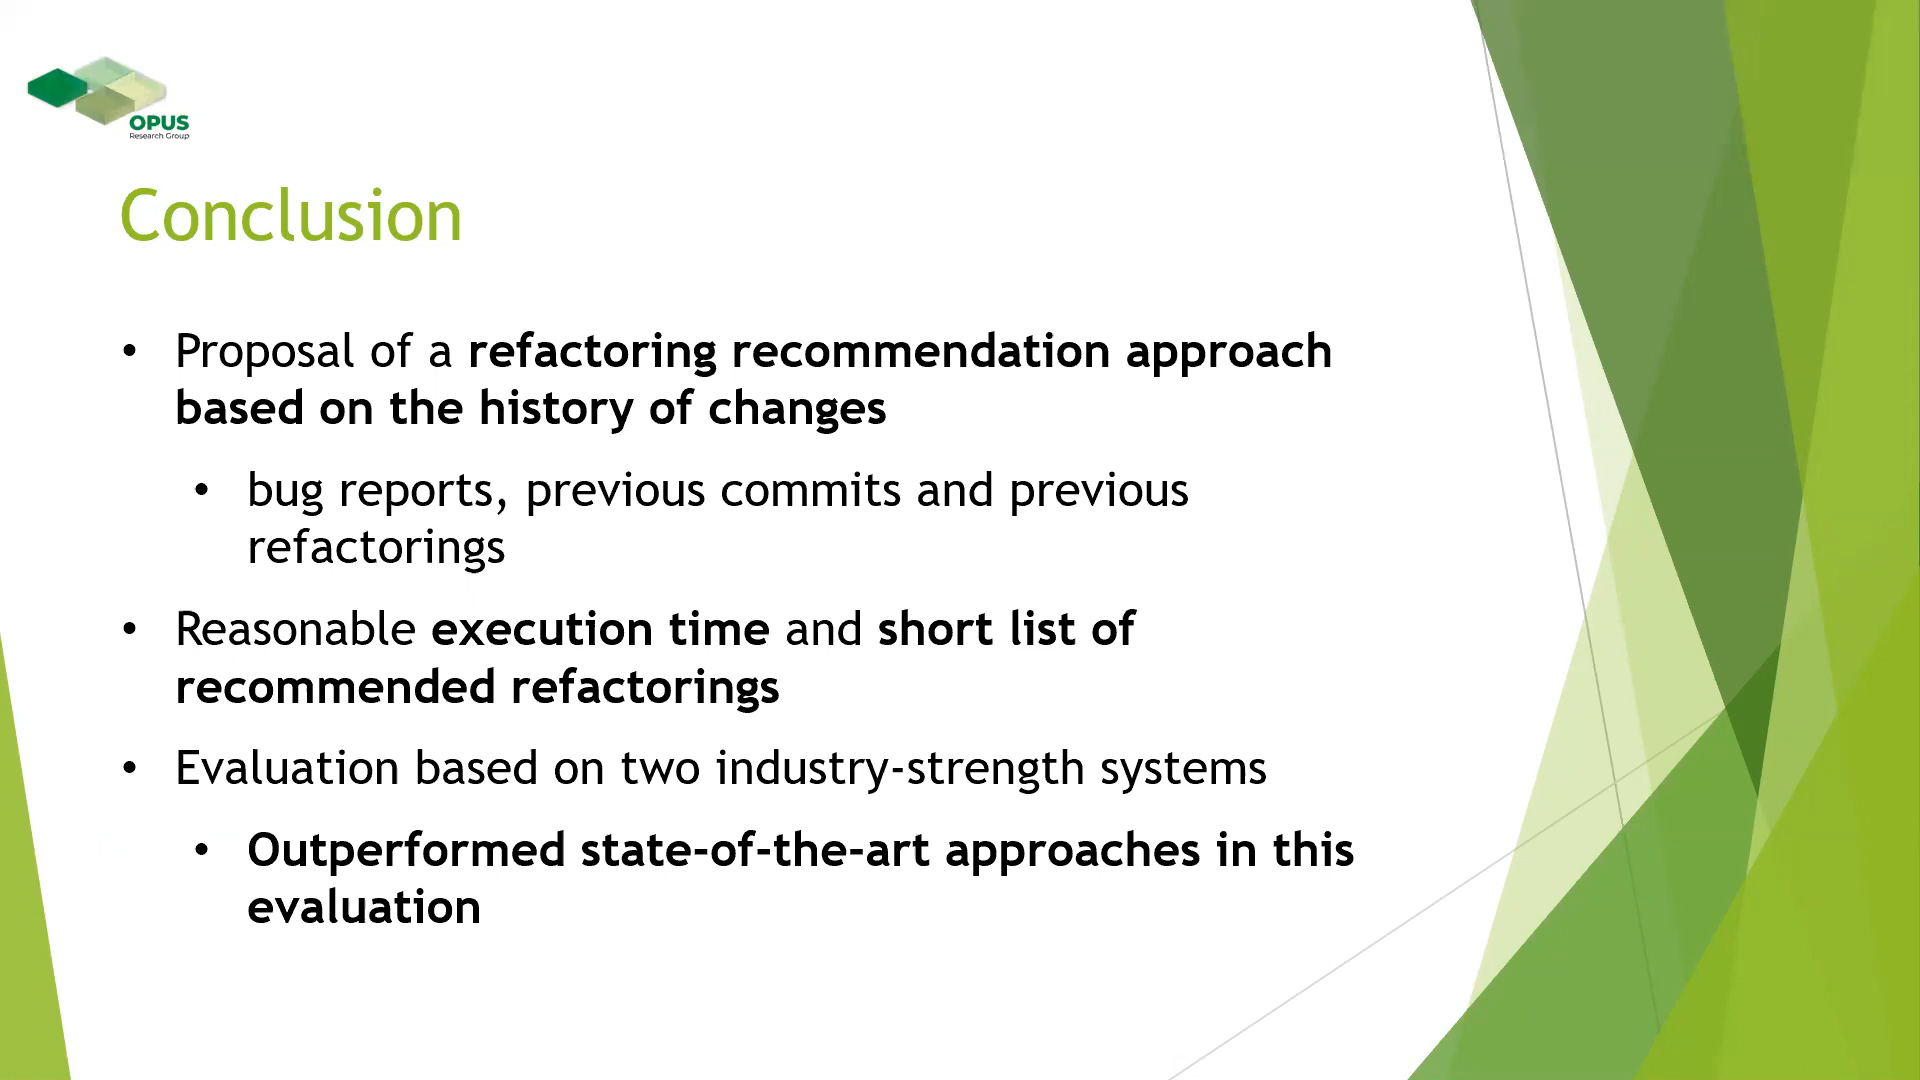 OPUS
Research Group
Conclusion
• Proposal of a refactoring recommendation approach
based on the history of changes
• bug reports, previous commits and previous
refactorings
• Reasonable execution time and short list of
recommended refactorings
• Evaluation based on two industry-strength systems
• Outperformed state-of-the-art approaches in this
evaluation